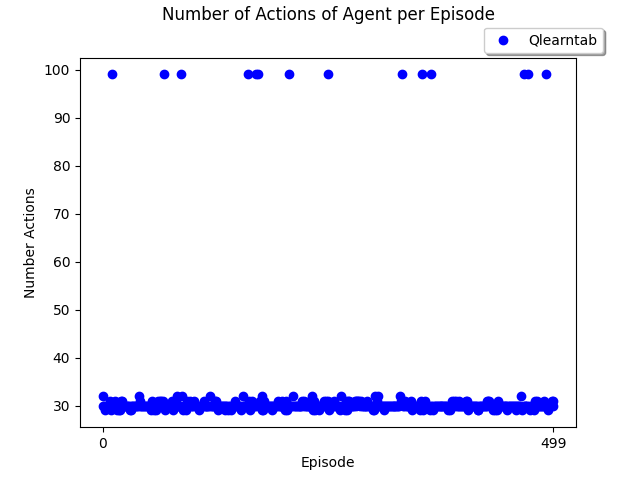 Number of Actions of Agent per Episode
Qlearntab
100
90
80
70
60
50
40
30
Number Actions
0 499
Episode